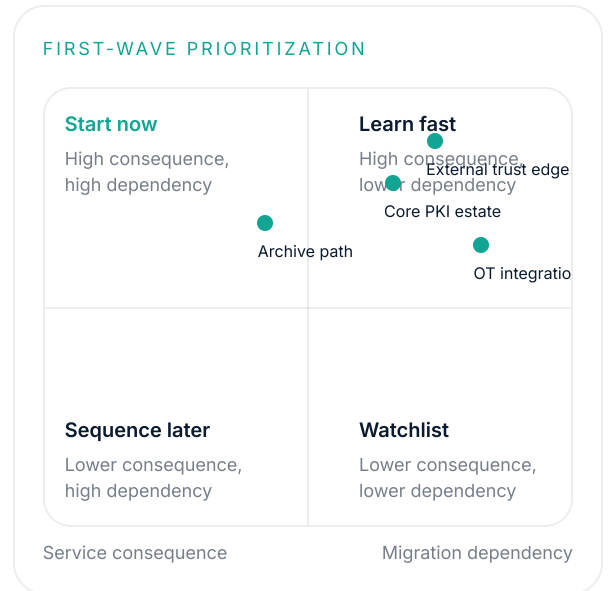 FIRST-WAVE PRIORITIZATION
Start now
High consequence,
high dependency
Learn fast
High consequence,
lower dependency
External trust edge
Core PKI estate
Archive path
OT integratio
Sequence later
Lower consequence,
high dependency
Watchlist
Lower consequence,
lower dependency
Service consequence
Migration dependency